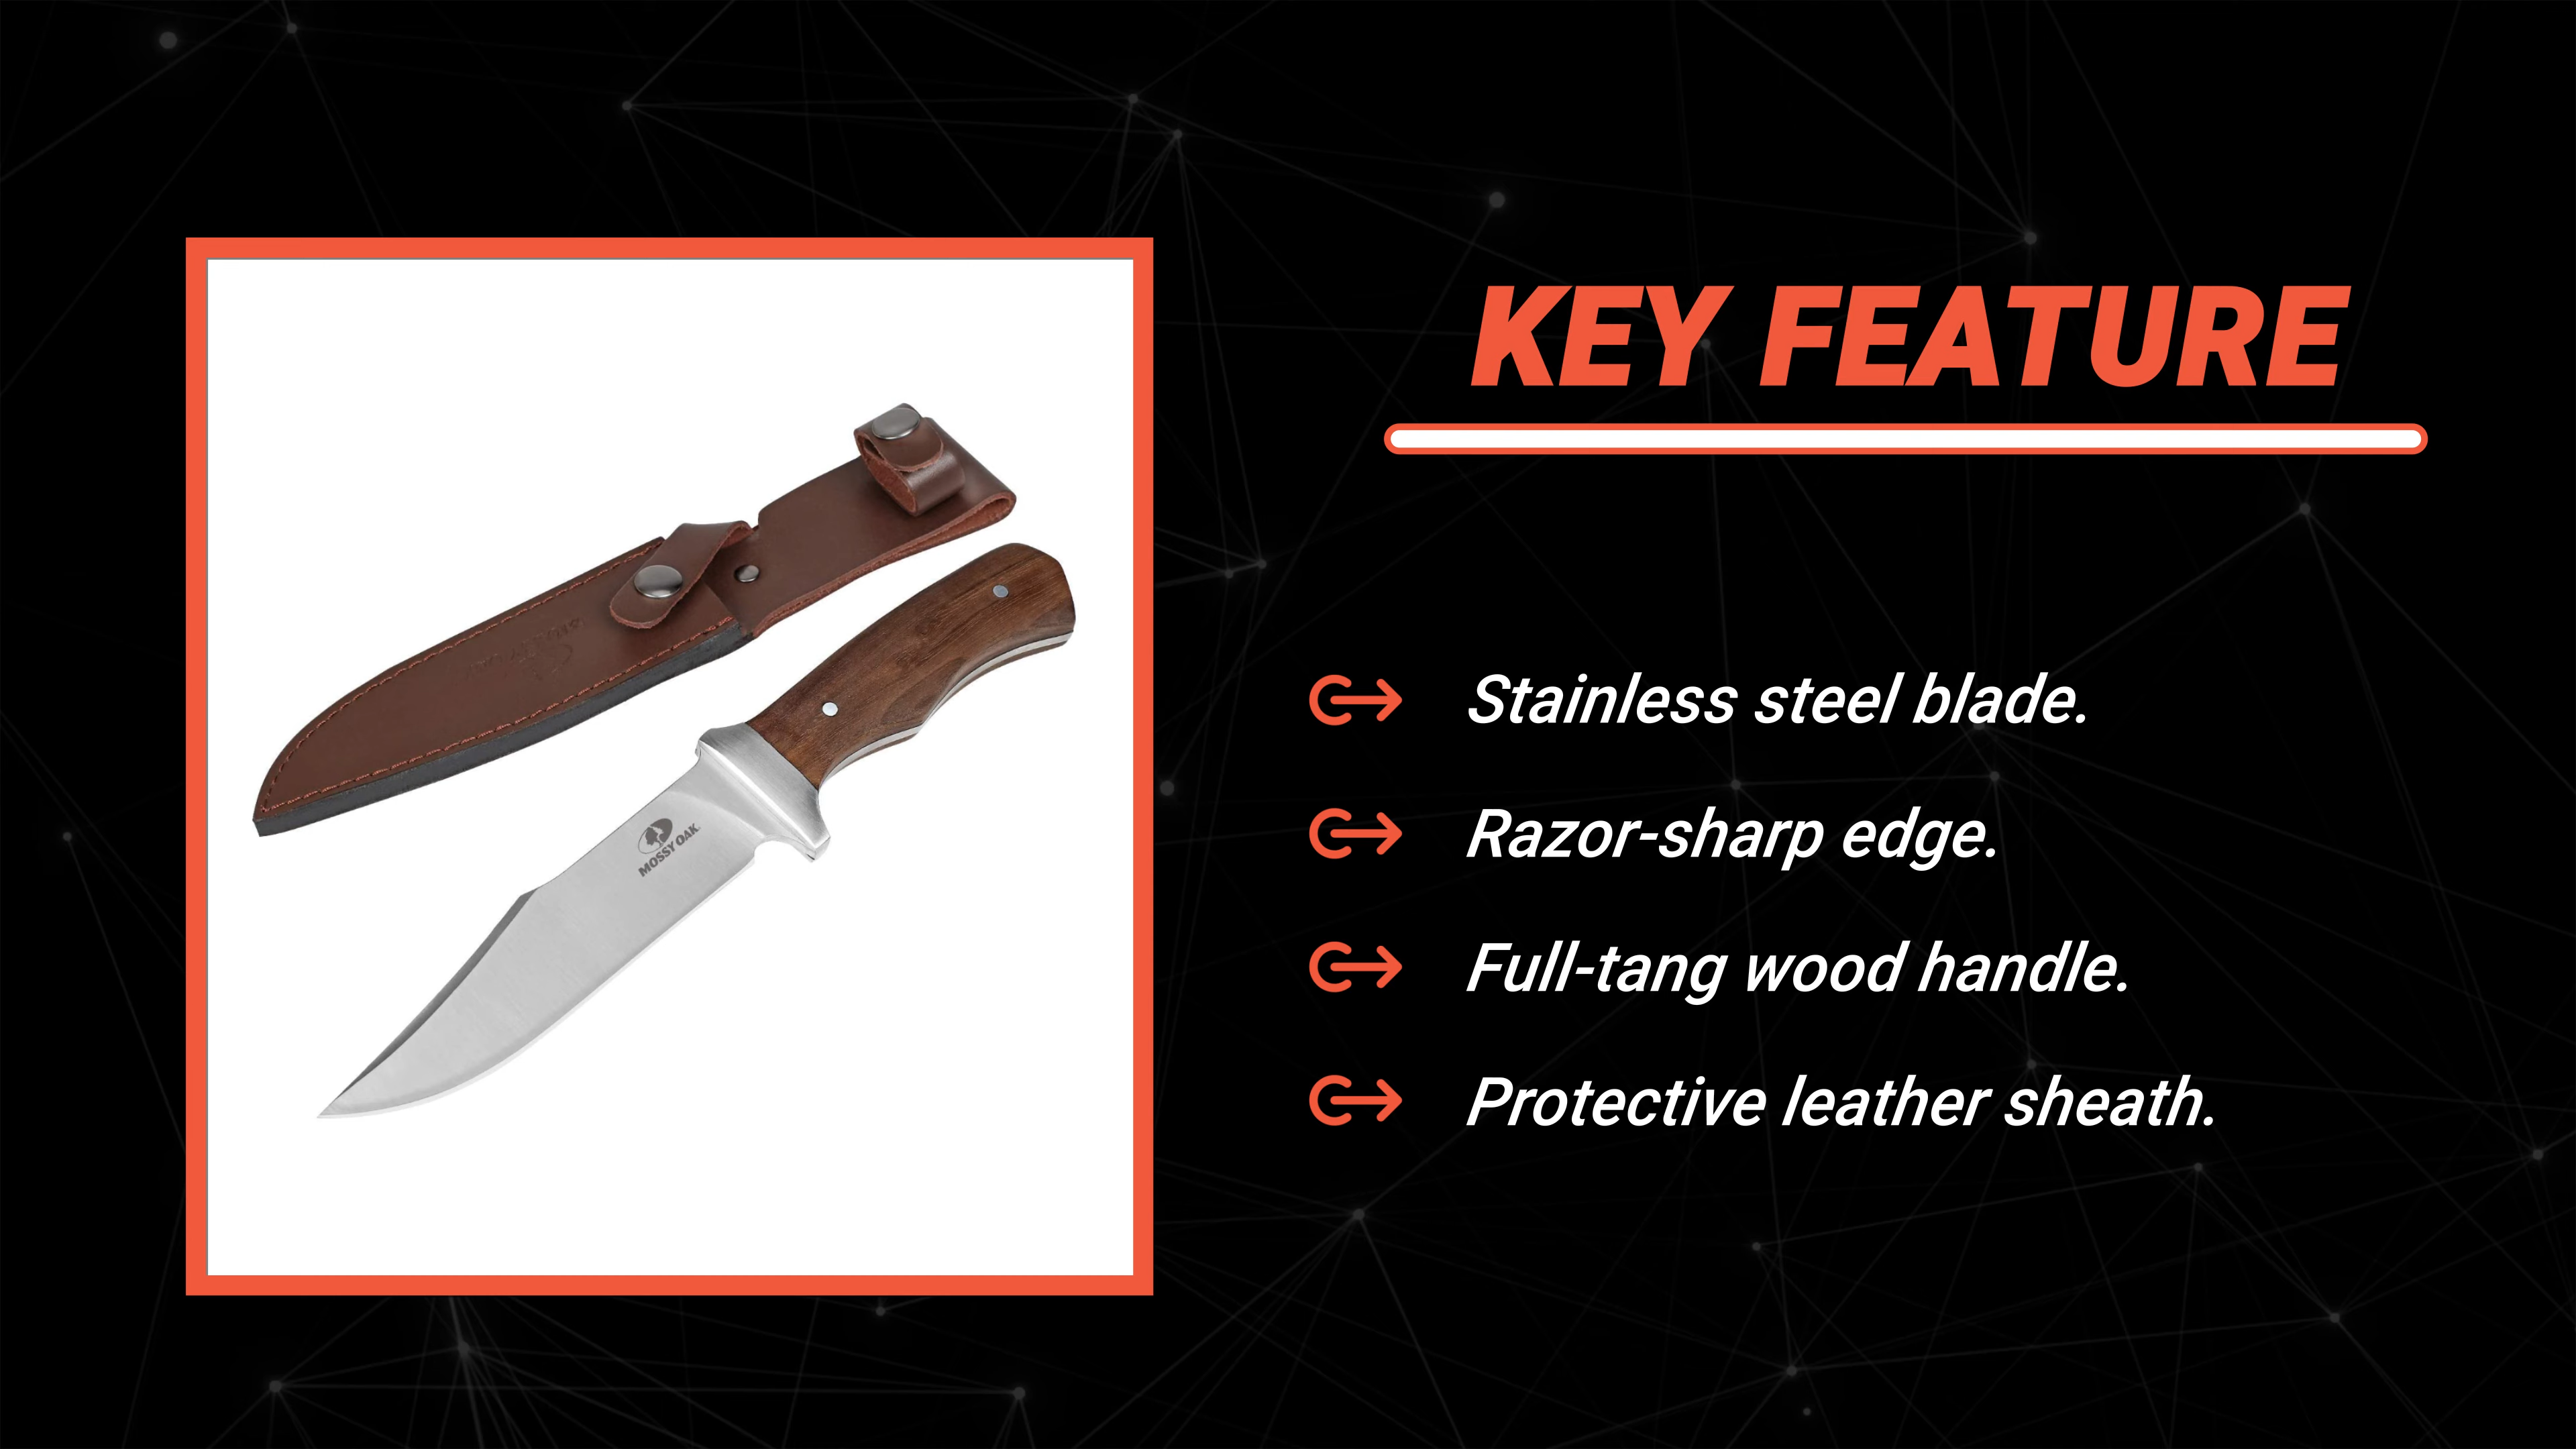 KEY FEATURE
Stainless steel blade.
Razor-sharp edge.
Full-tang wood handle.
Protective leather sheath.
MOSSY OAK